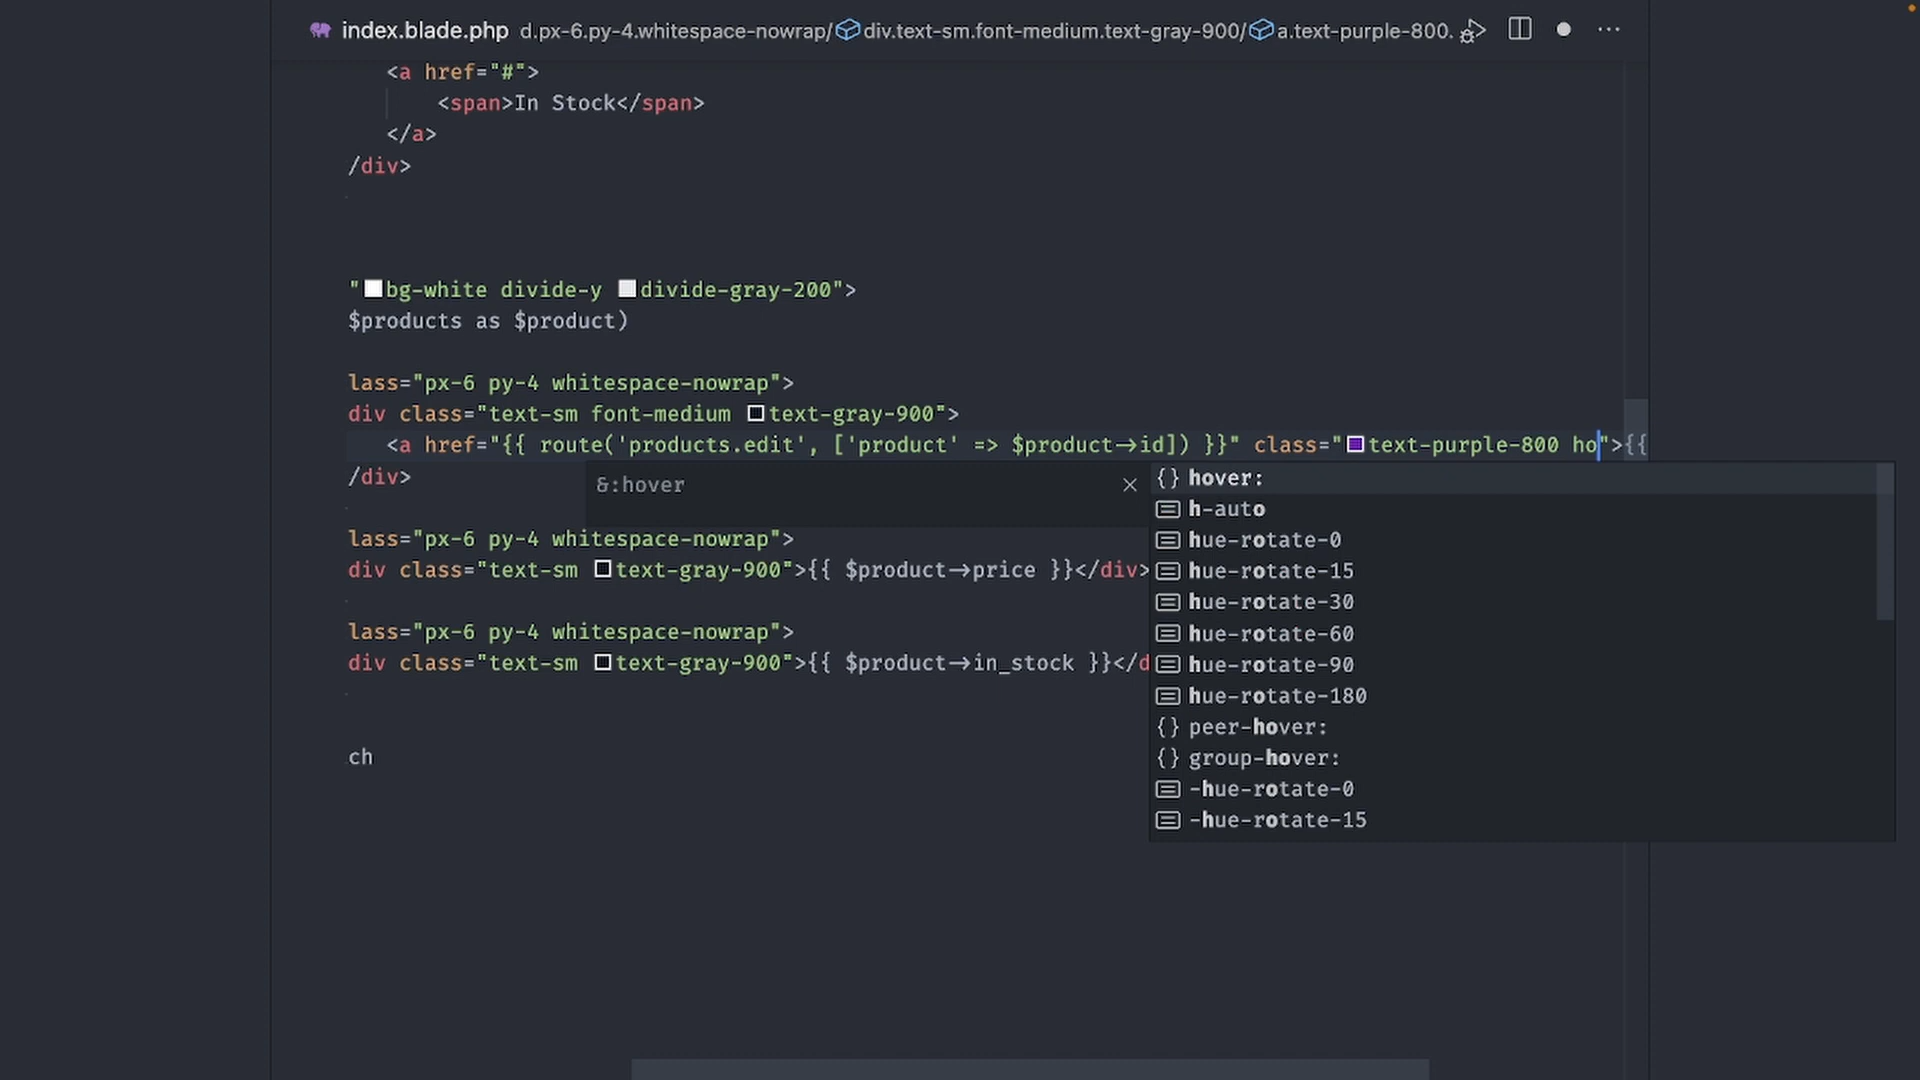 index.blade.php d.px-6.py-4.whitespace-nowrap/ div.text-sm.font-medium.text-gray-900/ a.text-purple-800.
<a href="#">
<span>In Stock</span>
</a>
/div>
"bg-white divide-y divide-gray-200">
$products as $product)
lass="px-6 py-4 whitespace-nowrap">
div class="text-sm font-medium text-gray-900">
<a href="{{ route('products.edit', ['product' => $product->id]) }}" class="text-purple-800 ho">{{
/div>
&:hover
hover:
h-auto
hue-rotate-0
hue-rotate-15
hue-rotate-30
hue-rotate-60
hue-rotate-90
hue-rotate-180
peer-hover:
group-hover:
-hue-rotate-0
-hue-rotate-15
lass="px-6 py-4 whitespace-nowrap">
div class="text-sm text-gray-900">{{ $product->price }}</div>
lass="px-6 py-4 whitespace-nowrap">
div class="text-sm text-gray-900">{{ $product->in_stock }}</d
ch